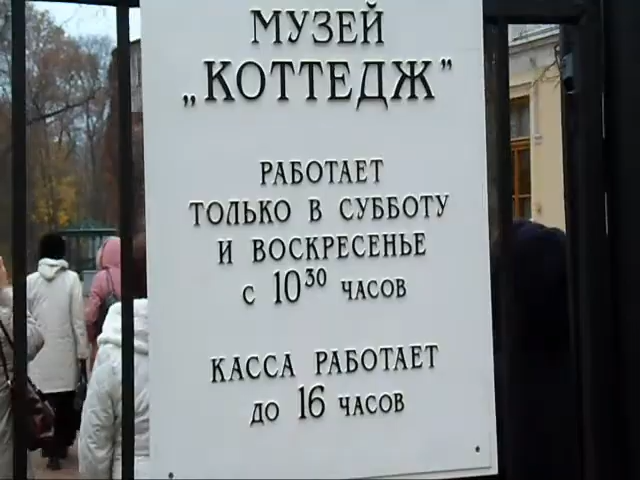 МУЗЕЙ
„КОТТЕДЖ”
РАБОТАЕТ
ТОЛЬКО В СУББОТУ
И ВОСКРЕСЕНЬЕ
С 10³⁰ ЧАСОВ
КАССА РАБОТАЕТ
ДО 16 ЧАСОВ